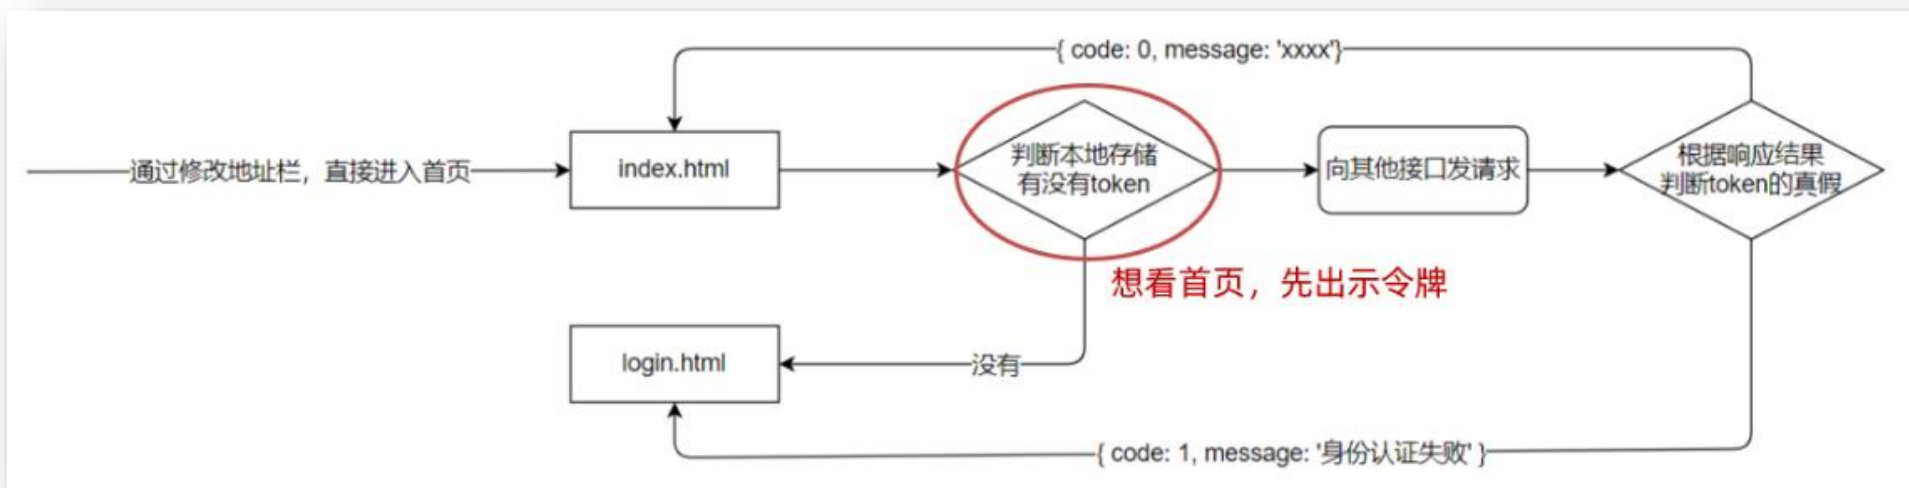 { code: 0, message: 'xxxx'}
通过修改地址栏，直接进入首页
index.html
判断本地存储
有没有token
向其他接口发请求
根据响应结果
判断token的真假
想看首页，先出示令牌
login.html
没有
{ code: 1, message: '身份认证失败' }